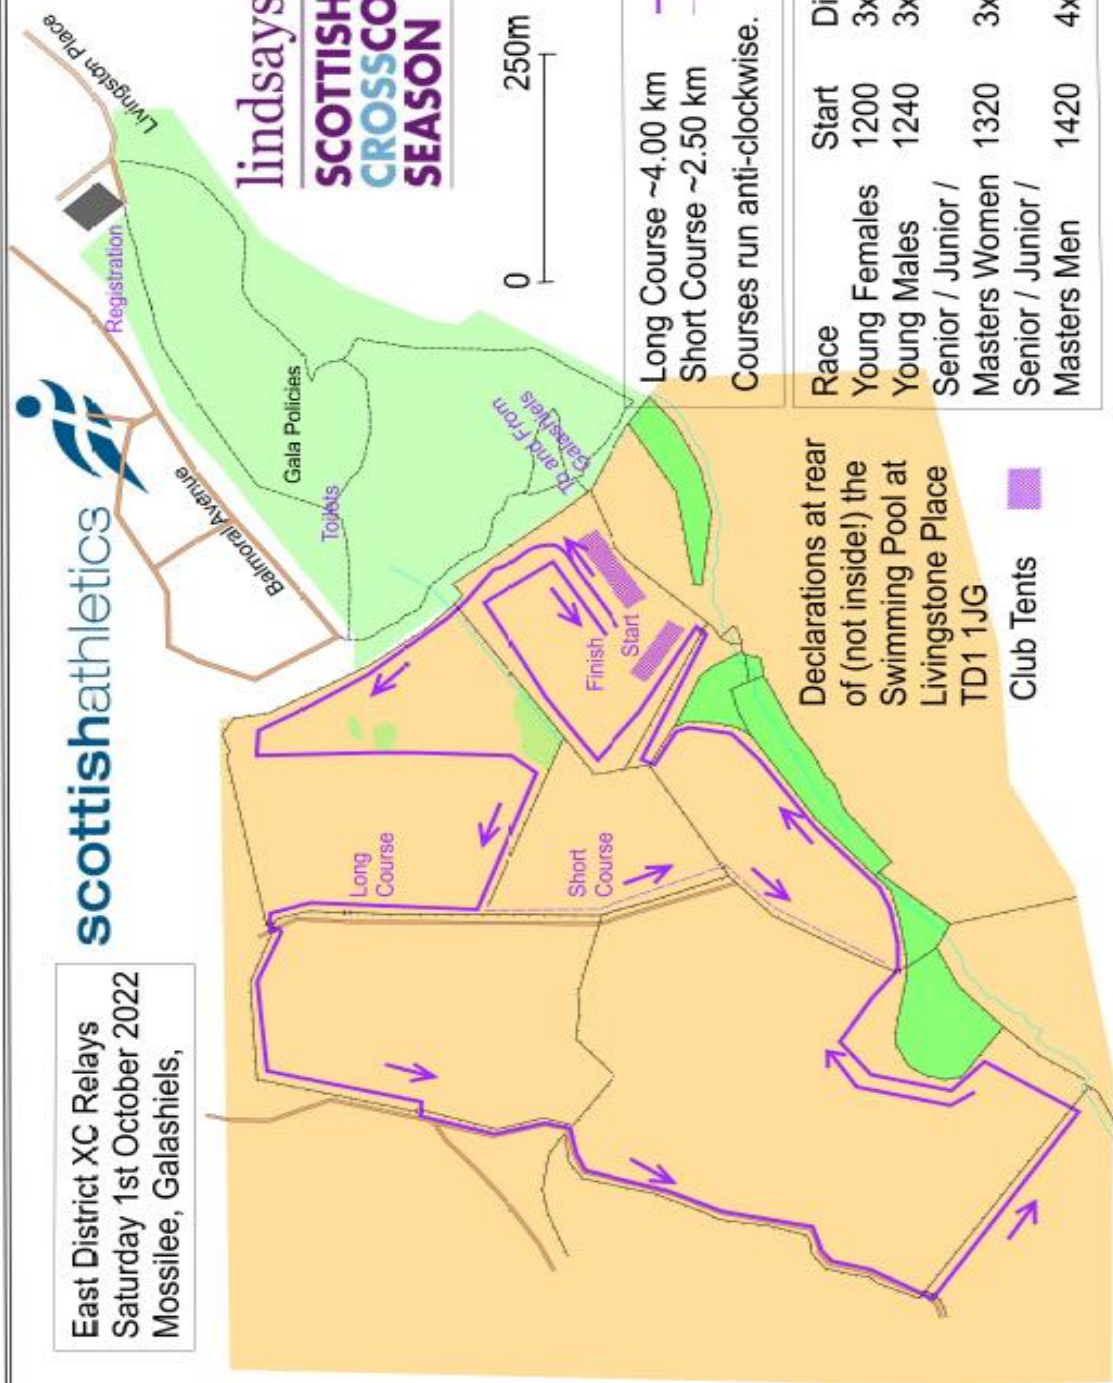 East District XC Relays
Saturday 1st October 2022
Mossilee, Galashiels,
scottishathletics
lindsays
SCOTTISH
CROSSCO
SEASON
Livingston Place
Registration
Balmoral Avenue
Gala Policies
Toilets
To and From
Galashiels
0 250m
Long
Course
Short
Course
Finish
Start
Long Course ~4.00 km
Short Course ~2.50 km
Courses run anti-clockwise.
Race Start Di
Young Females 1200 3x
Young Males 1240 3x
Senior / Junior /
Masters Women 1320 3x
Senior / Junior /
Masters Men 1420 4x
Declarations at rear
of (not inside!) the
Swimming Pool at
Livingstone Place
TD1 1JG
Club Tents